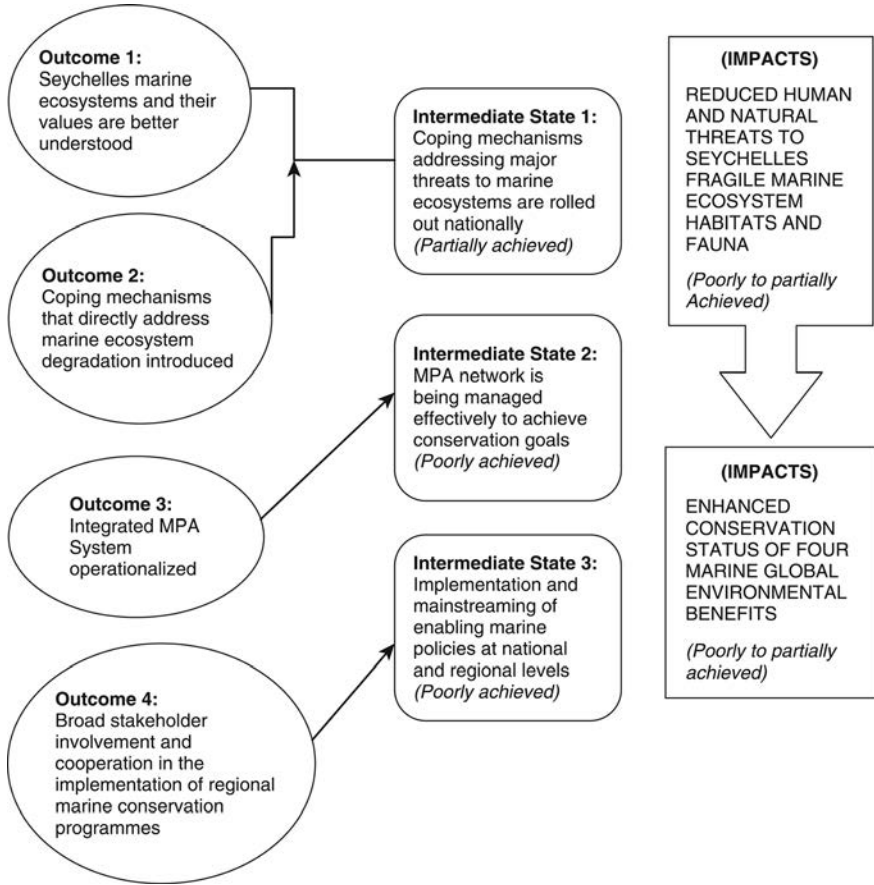 Outcome 1:
Seychelles marine
ecosystems and their
values are better
understood
Outcome 2:
Coping mechanisms
that directly address
marine ecosystem
degradation introduced
Outcome 3:
Integrated MPA
System
operationalized
Outcome 4:
Broad stakeholder
involvement and
cooperation in the
implementation of regional
marine conservation
programmes
Intermediate State 1:
Coping mechanisms
addressing major
threats to marine
ecosystems are rolled
out nationally
(Partially achieved)
Intermediate State 2:
MPA network is
being managed
effectively to achieve
conservation goals
(Poorly achieved)
Intermediate State 3:
Implementation and
mainstreaming of
enabling marine
policies at national
and regional levels
(Poorly achieved)
(IMPACTS)
REDUCED HUMAN
AND NATURAL
THREATS TO
SEYCHELLES
FRAGILE MARINE
ECOSYSTEM
HABITATS AND
FAUNA
(Poorly to partially
Achieved)
(IMPACTS)
ENHANCED
CONSERVATION
STATUS OF FOUR
MARINE GLOBAL
ENVIRONMENTAL
BENEFITS
(Poorly to partially
achieved)